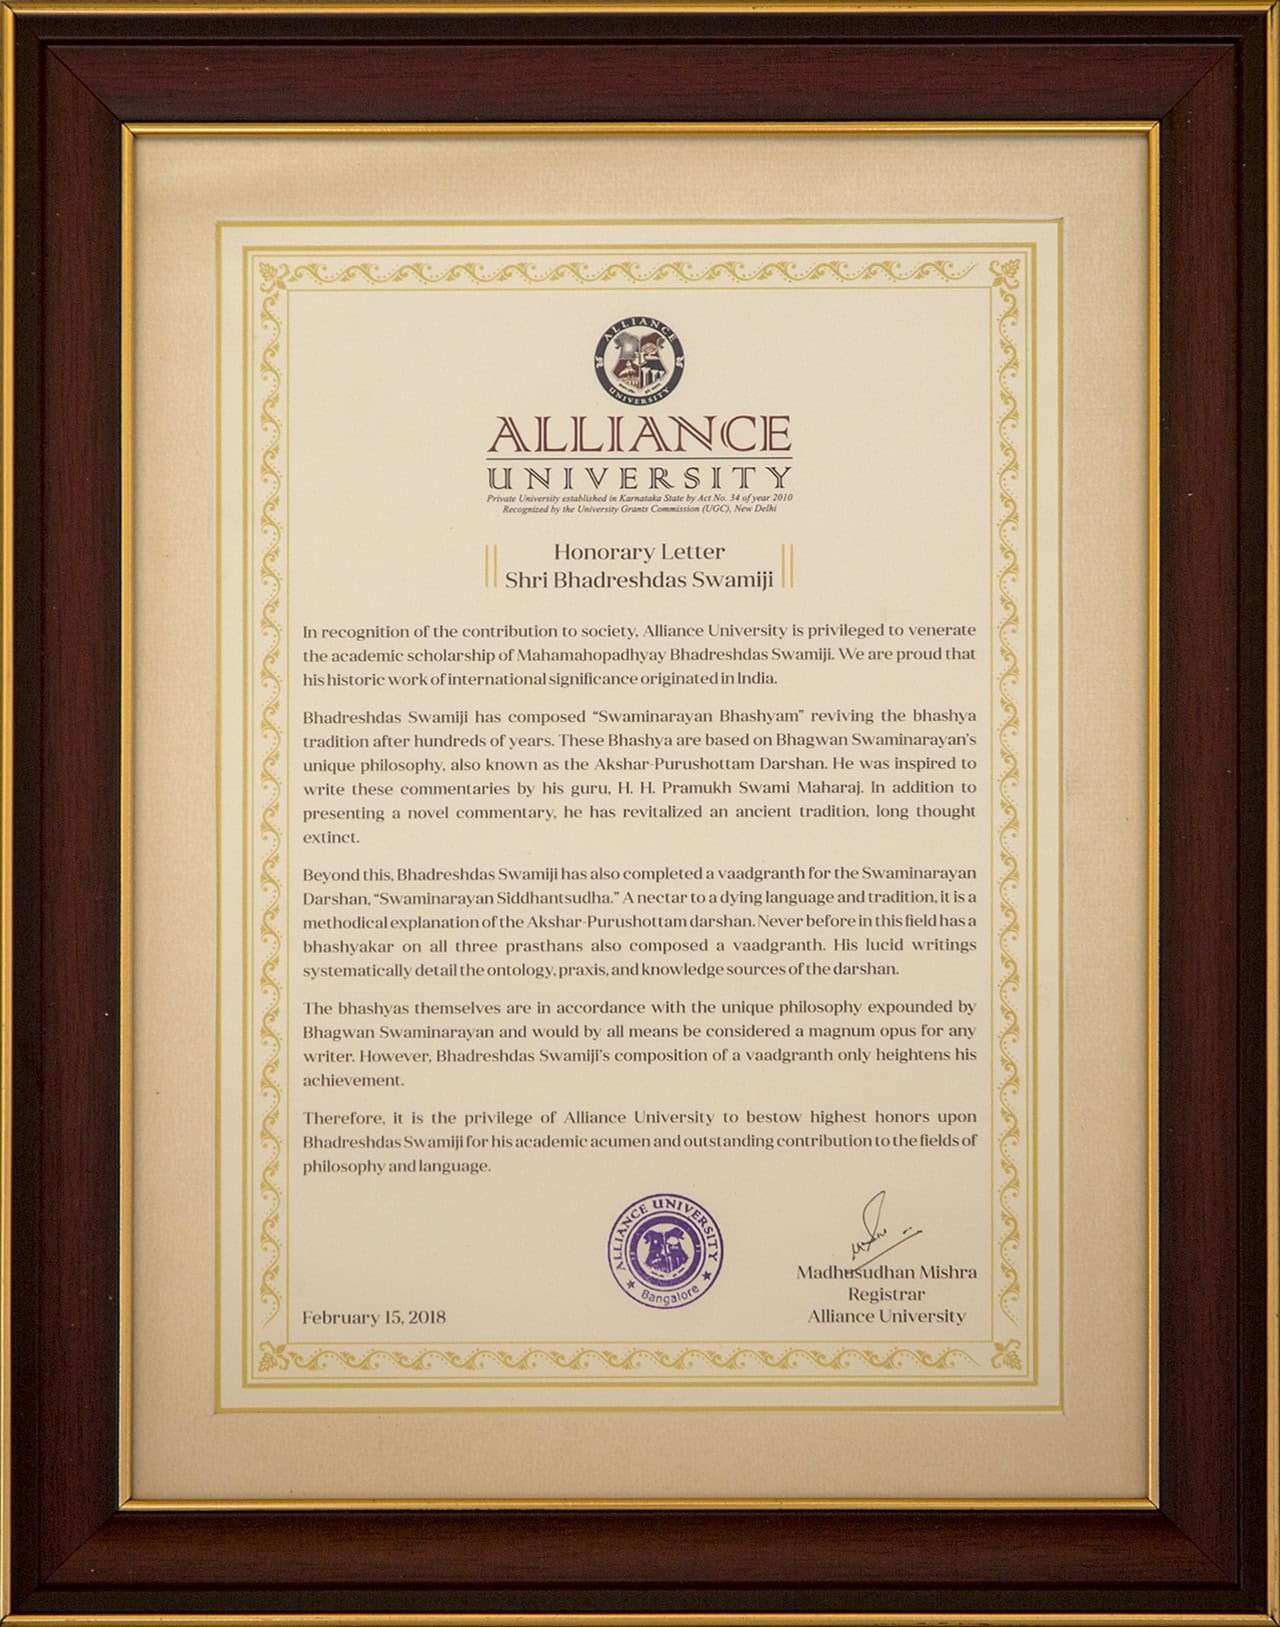 ALLIANCE
UNIVERSITY
ALLIANCE
UNIVERSITY
Private University established in Karnataka State by Act No. 34 of year 2010
Recognized by the University Grants Commission (UGC), New Delhi
Honorary Letter
Shri Bhadreshdas Swamiji
In recognition of the contribution to society, Alliance University is privileged to venerate
the academic scholarship of Mahamahopadhyay Bhadreshdas Swamiji. We are proud that
his historic work of international significance originated in India.
Bhadreshdas Swamiji has composed “Swaminarayan Bhashyam” reviving the bhashya
tradition after hundreds of years. These Bhashya are based on Bhagwan Swaminarayan's
unique philosophy, also known as the Akshar-Purushottam Darshan. He was inspired to
write these commentaries by his guru, H. H. Pramukh Swami Maharaj. In addition to
presenting a novel commentary, he has revitalized an ancient tradition, long thought
extinct.
Beyond this, Bhadreshdas Swamiji has also completed a vaadgranth for the Swaminarayan
Darshan, “Swaminarayan Siddhantsudha.” A nectar to a dying language and tradition, it is a
methodical explanation of the Akshar-Purushottam darshan. Never before in this field has a
bhashyakar on all three prasthans also composed a vaadgranth. His lucid writings
systematically detail the ontology, praxis, and knowledge sources of the darshan.
The bhashyas themselves are in accordance with the unique philosophy expounded by
Bhagwan Swaminarayan and would by all means be considered a magnum opus for any
writer. However, Bhadreshdas Swamiji's composition of a vaadgranth only heightens his
achievement.
Therefore, it is the privilege of Alliance University to bestow highest honors upon
Bhadreshdas Swamiji for his academic acumen and outstanding contribution to the fields of
philosophy and language.
ALLIANCE UNIVERSITY
Bangalore
Madhusudhan Mishra
Registrar
February 15, 2018
Alliance University